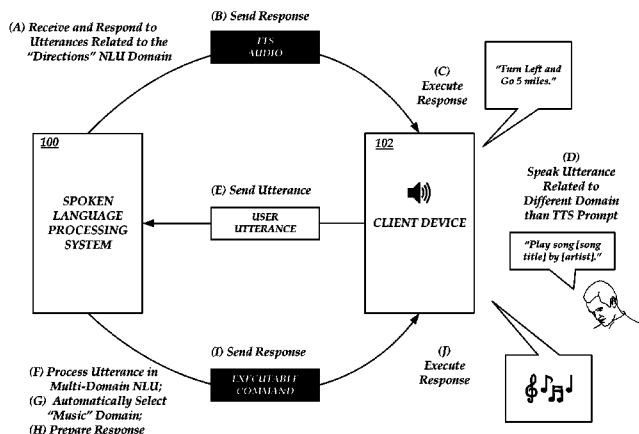 (A) Receive and Respond to
Utterances Related to the
"Directions" NLU Domain
(B) Send Response
TTS
AUDIO
(C)
Execute
Response
"Turn Left and
Go 5 miles."
100
SPOKEN
LANGUAGE
PROCESSING
SYSTEM
102
CLIENT DEVICE
(D)
Speak Utterance
Related to
Different Domain
than TTS Prompt
(E) Send Utterance
USER
UTTERANCE
"Play song [song
title] by [artist]."
(F) Process Utterance in
Multi-Domain NLU;
(G) Automatically Select
"Music" Domain;
(H) Prepare Response
(I) Send Response
EXECUTABLE
COMMAND
(J)
Execute
Response